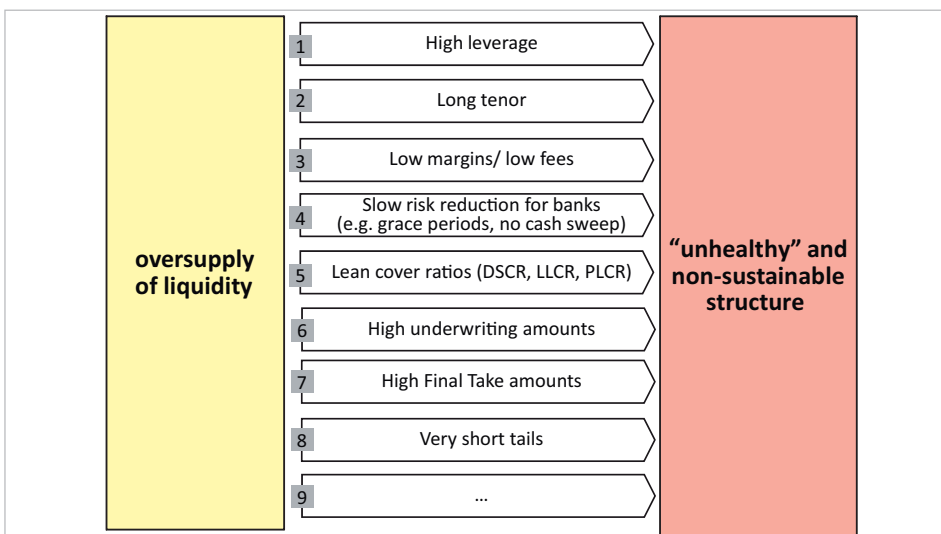 oversupply
of liquidity
1
High leverage
2
Long tenor
3
Low margins/ low fees
4
Slow risk reduction for banks
(e.g. grace periods, no cash sweep)
5
Lean cover ratios (DSCR, LLCR, PLCR)
6
High underwriting amounts
7
High Final Take amounts
8
Very short tails
9
...
“unhealthy” and
non-sustainable
structure